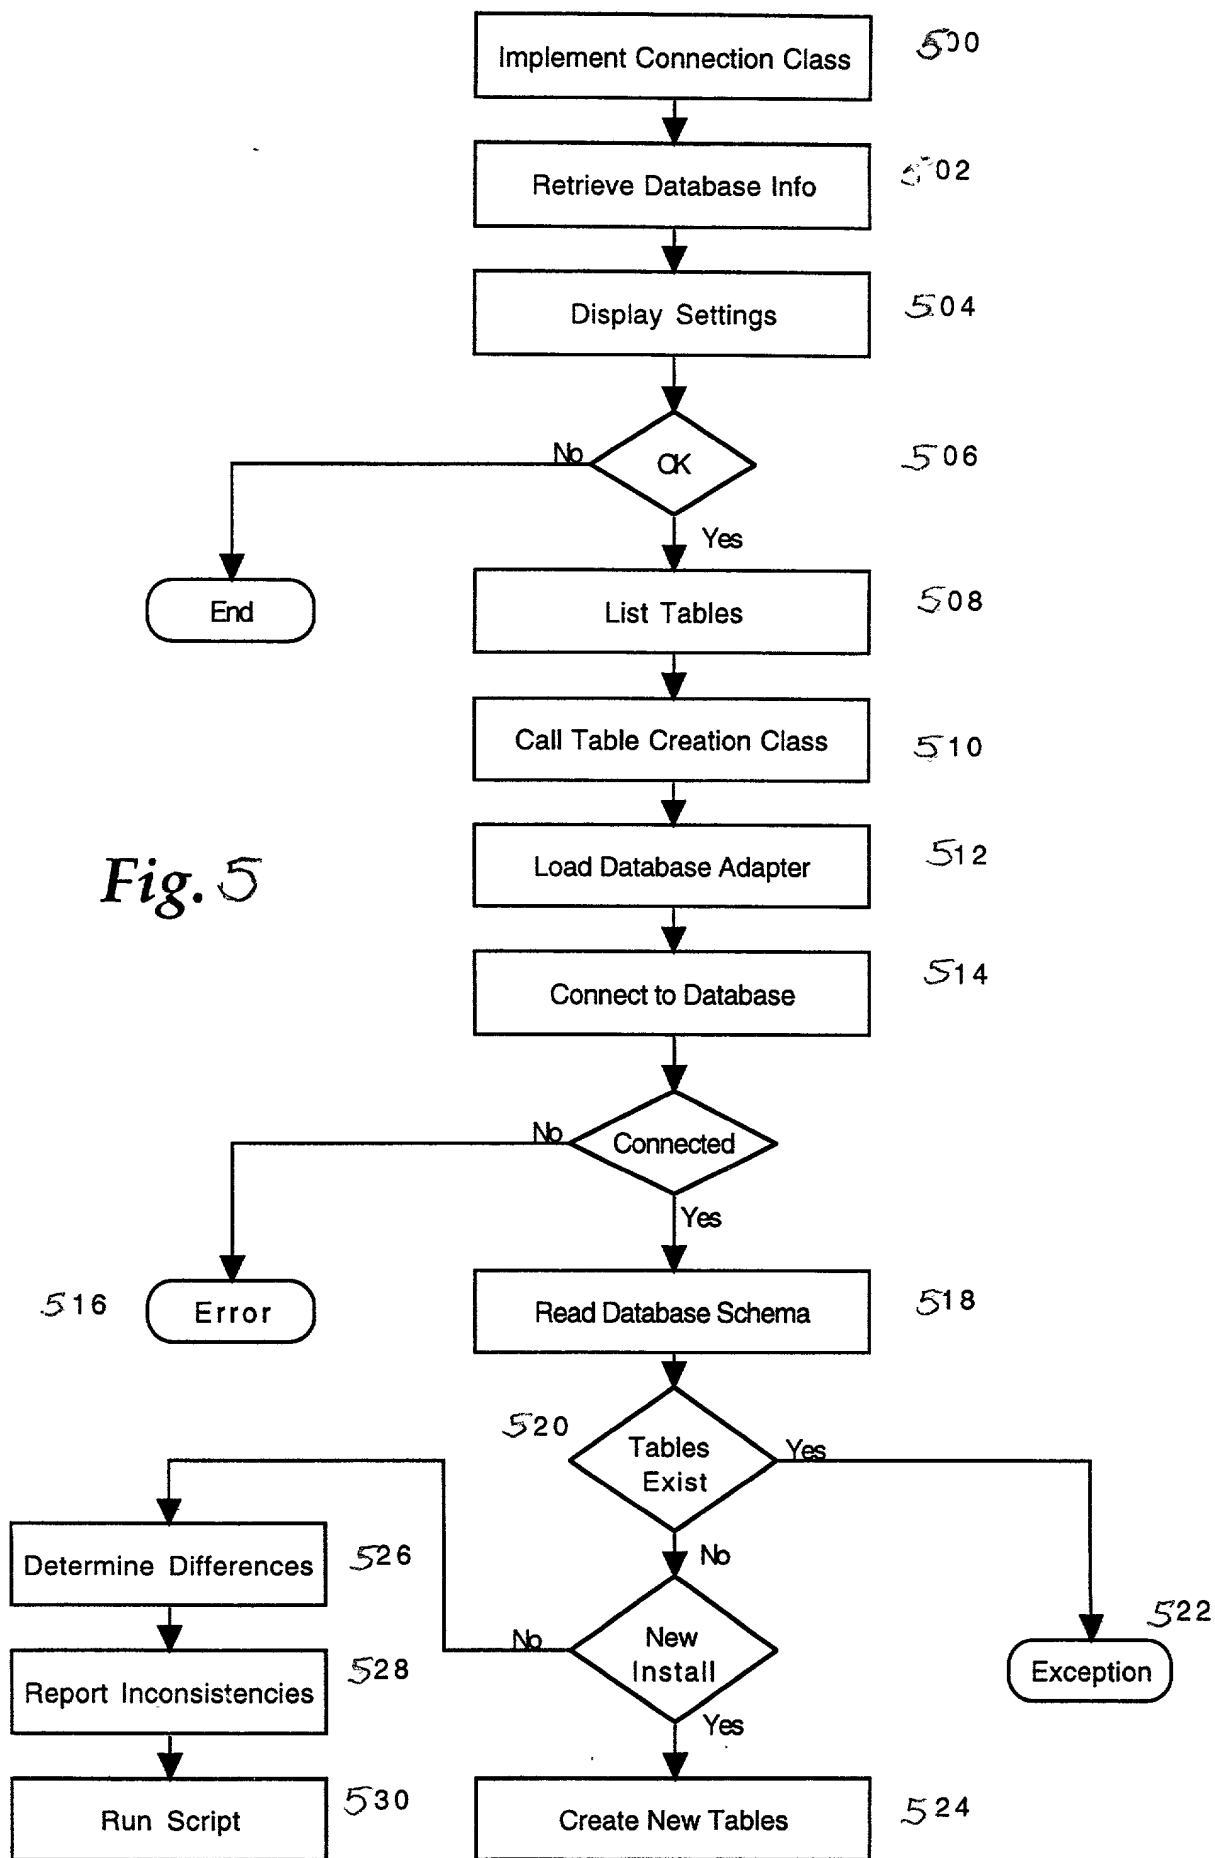 Implement Connection Class
500
Retrieve Database Info
502
Display Settings
504
No
OK
506
Yes
End
List Tables
508
Call Table Creation Class
510
Load Database Adapter
512
Fig. 5
Connect to Database
514
No
Connected
Yes
516
Error
Read Database Schema
518
520
Tables
Exist
Yes
No
Determine Differences
526
522
No
New
Install
Exception
528
Report Inconsistencies
Yes
Run Script
530
Create New Tables
524